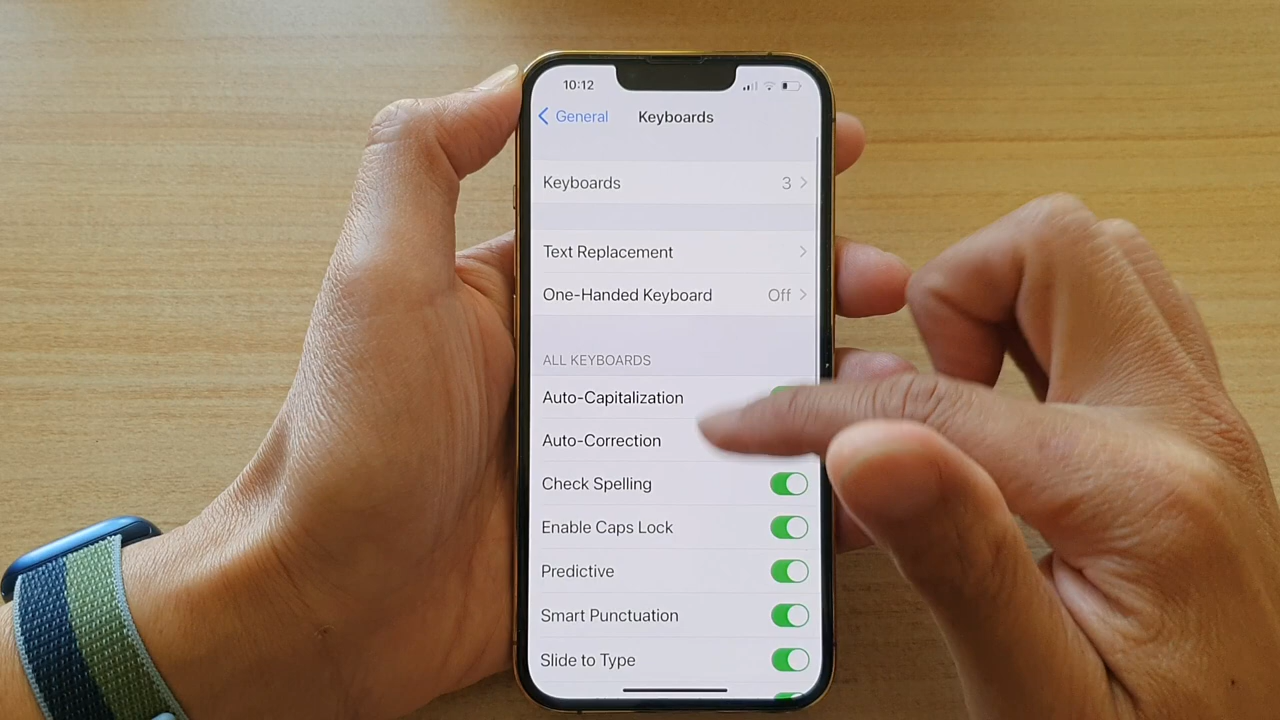 10:12
General Keyboards
Keyboards 3
Text Replacement
One-Handed Keyboard Off
ALL KEYBOARDS
Auto-Capitalization
Auto-Correction
Check Spelling
Enable Caps Lock
Predictive
Smart Punctuation
Slide to Type